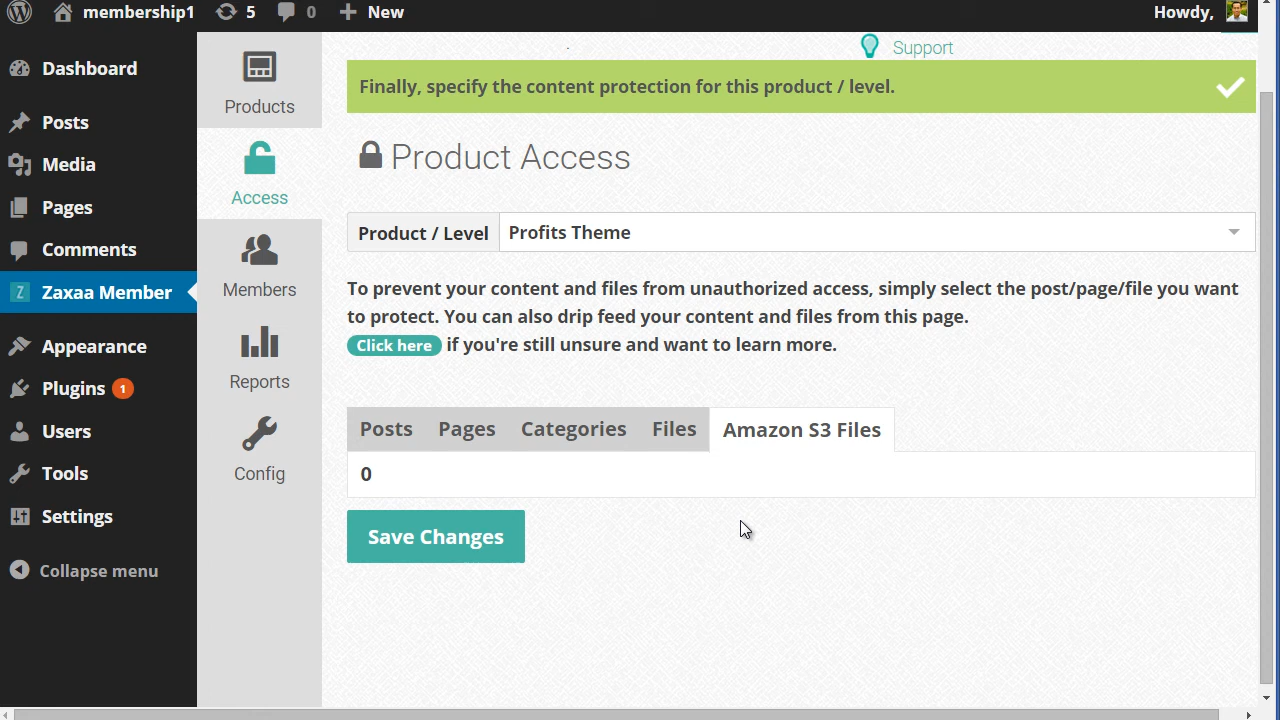 membership1 5 0 New Howdy,
Dashboard
Posts
Media
Pages
Comments
Z Zaxaa Member
Appearance
Plugins 1
Users
Tools
Settings
Collapse menu
Products
Access
Members
Reports
Config
Support
Finally, specify the content protection for this product / level.
Product Access
Product / Level Profits Theme
To prevent your content and files from unauthorized access, simply select the post/page/file you want
to protect. You can also drip feed your content and files from this page.
Click here if you're still unsure and want to learn more.
Posts Pages Categories Files Amazon S3 Files
0
Save Changes